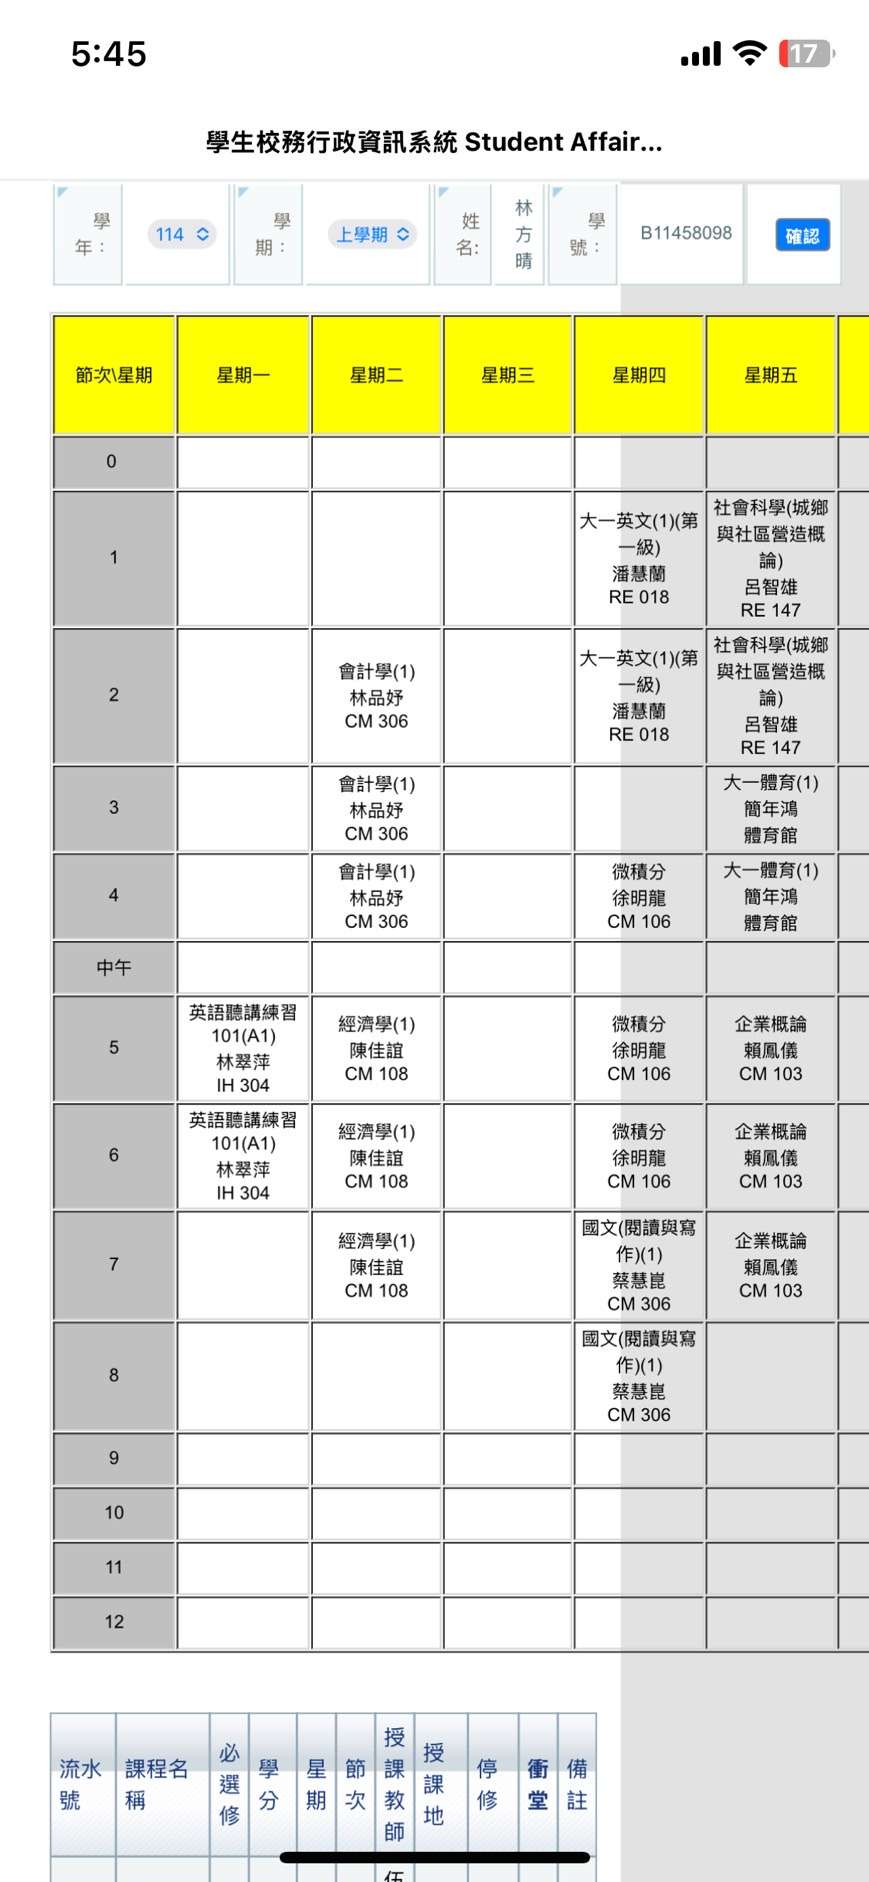 5:45
17
學生校務行政資訊系統 Student Affair...
學
年：
114
學
期：
上學期
姓
名:
林
方
晴
學
號：
B11458098
確認
節次\星期
星期一
星期二
星期三
星期四
星期五
0
1
大一英文(1)(第
一級)
潘慧蘭
RE 018
社會科學(城鄉
與社區營造概
論)
呂智雄
RE 147
2
會計學(1)
林品妤
CM 306
大一英文(1)(第
一級)
潘慧蘭
RE 018
社會科學(城鄉
與社區營造概
論)
呂智雄
RE 147
3
會計學(1)
林品妤
CM 306
大一體育(1)
簡年鴻
體育館
4
會計學(1)
林品妤
CM 306
微積分
徐明龍
CM 106
大一體育(1)
簡年鴻
體育館
中午
5
英語聽講練習
101(A1)
林翠萍
IH 304
經濟學(1)
陳佳誼
CM 108
微積分
徐明龍
CM 106
企業概論
賴鳳儀
CM 103
6
英語聽講練習
101(A1)
林翠萍
IH 304
經濟學(1)
陳佳誼
CM 108
微積分
徐明龍
CM 106
企業概論
賴鳳儀
CM 103
7
經濟學(1)
陳佳誼
CM 108
國文(閱讀與寫
作)(1)
蔡慧崑
CM 306
企業概論
賴鳳儀
CM 103
8
國文(閱讀與寫
作)(1)
蔡慧崑
CM 306
9
10
11
12
流水
號
課程名
稱
必
選
修
學
分
星
期
節
次
授
課
教
師
授
課
地
停
修
衝
堂
備
註